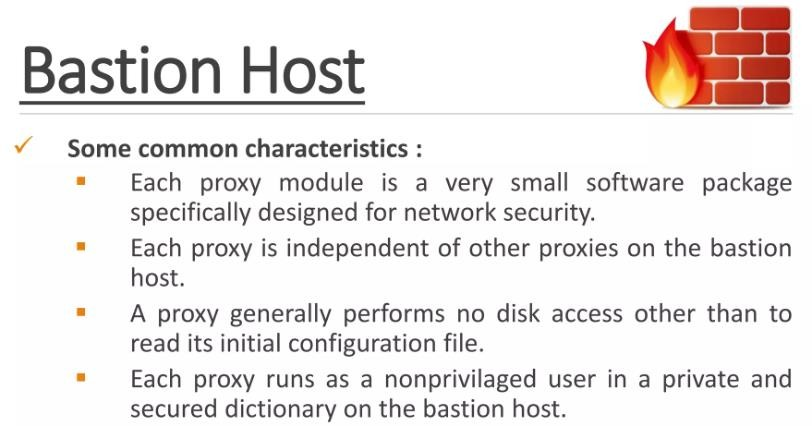 Bastion Host
Some common characteristics :
Each proxy module is a very small software package
specifically designed for network security.
Each proxy is independent of other proxies on the bastion
host.
A proxy generally performs no disk access other than to
read its initial configuration file.
Each proxy runs as a nonprivilaged user in a private and
secured dictionary on the bastion host.